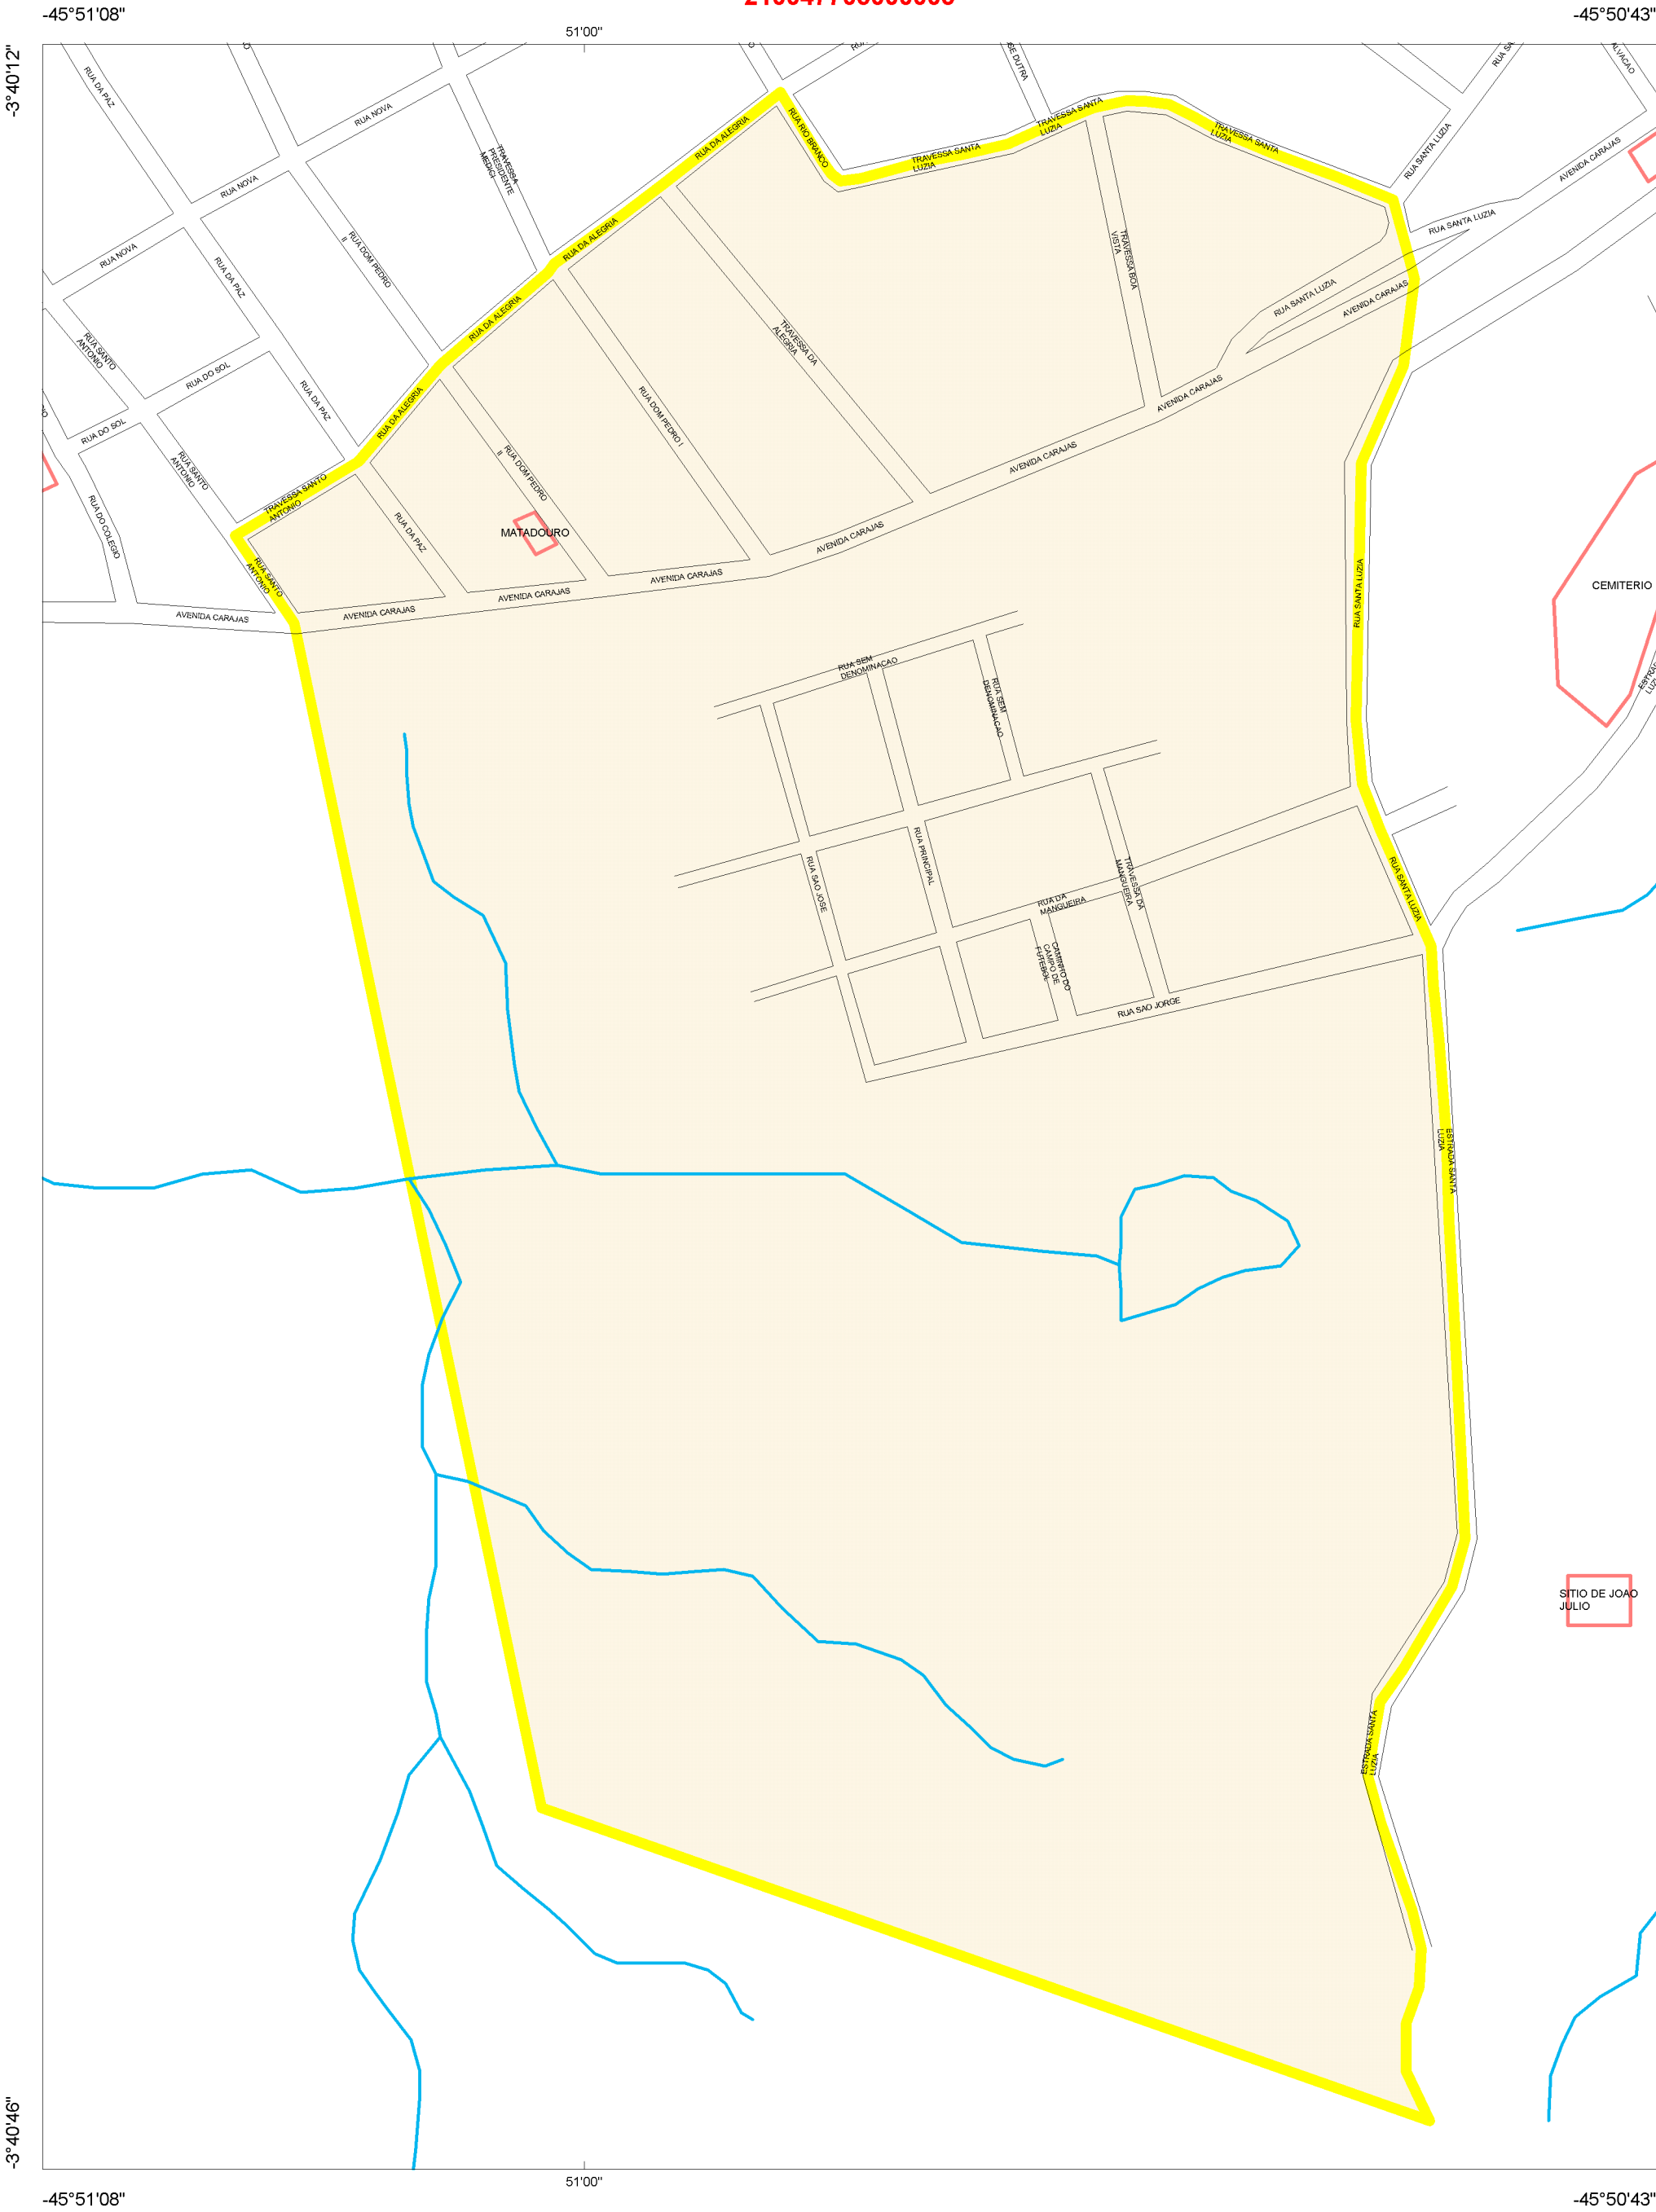 -45°51'08"
-45°50'43"
51'00"
-3°40'12"
RUA DA PAZ
RUA NOVA
TRAVESSA
PRESIDENTE
MEDICI
RUA DA ALEGRIA
RUA RIO BRANCO
TRAVESSA SANTA
LUZIA
TRAVESSA SANTA
LUZIA
TRAVESSA SANTA
LUZIA
RUA SANTA LUZIA
AVENIDA CARAJAS
RUA NOVA
RUA NOVA
RUA DOM PEDRO
II
RUA DA ALEGRIA
RUA SANTA LUZIA
TRAVESSA BOA
VISTA
RUA DA PAZ
RUA DA ALEGRIA
RUA SANTA LUZIA
AVENIDA CARAJAS
TRAVESSA DA
ALEGRIA
RUA SANTO
ANTONIO
RUA DO SOL
RUA DA PAZ
RUA DA ALEGRIA
RUA DOM PEDRO I
AVENIDA CARAJAS
RUA DO SOL
RUA SANTO
ANTONIO
RUA DOM PEDRO
II
AVENIDA CARAJAS
TRAVESSA SANTO
ANTONIO
RUA DO COLEGIO
RUA DA PAZ
MATADOURO
AVENIDA CARAJAS
RUA SANTO
ANTONIO
AVENIDA CARAJAS
AVENIDA CARAJAS
AVENIDA CARAJAS
AVENIDA CARAJAS
RUA SANTA LUZIA
CEMITERIO
RUA SEM
DENOMINACAO
RUA SEM
DENOMINACAO
RUA SAO JOSE
RUA PRINCIPAL
TRAVESSA DA
MANGUEIRA
RUA DA
MANGUEIRA
RUA SANTA LUZIA
CAMINHO DO
CAMPO DE
FUTEBOL
RUA SAO JORGE
ESTRADA SANTA
LUZIA
SITIO DE JOAO
JULIO
ESTRADA SANTA
LUZIA
-3°40'46"
51'00"
-45°51'08"
-45°50'43"